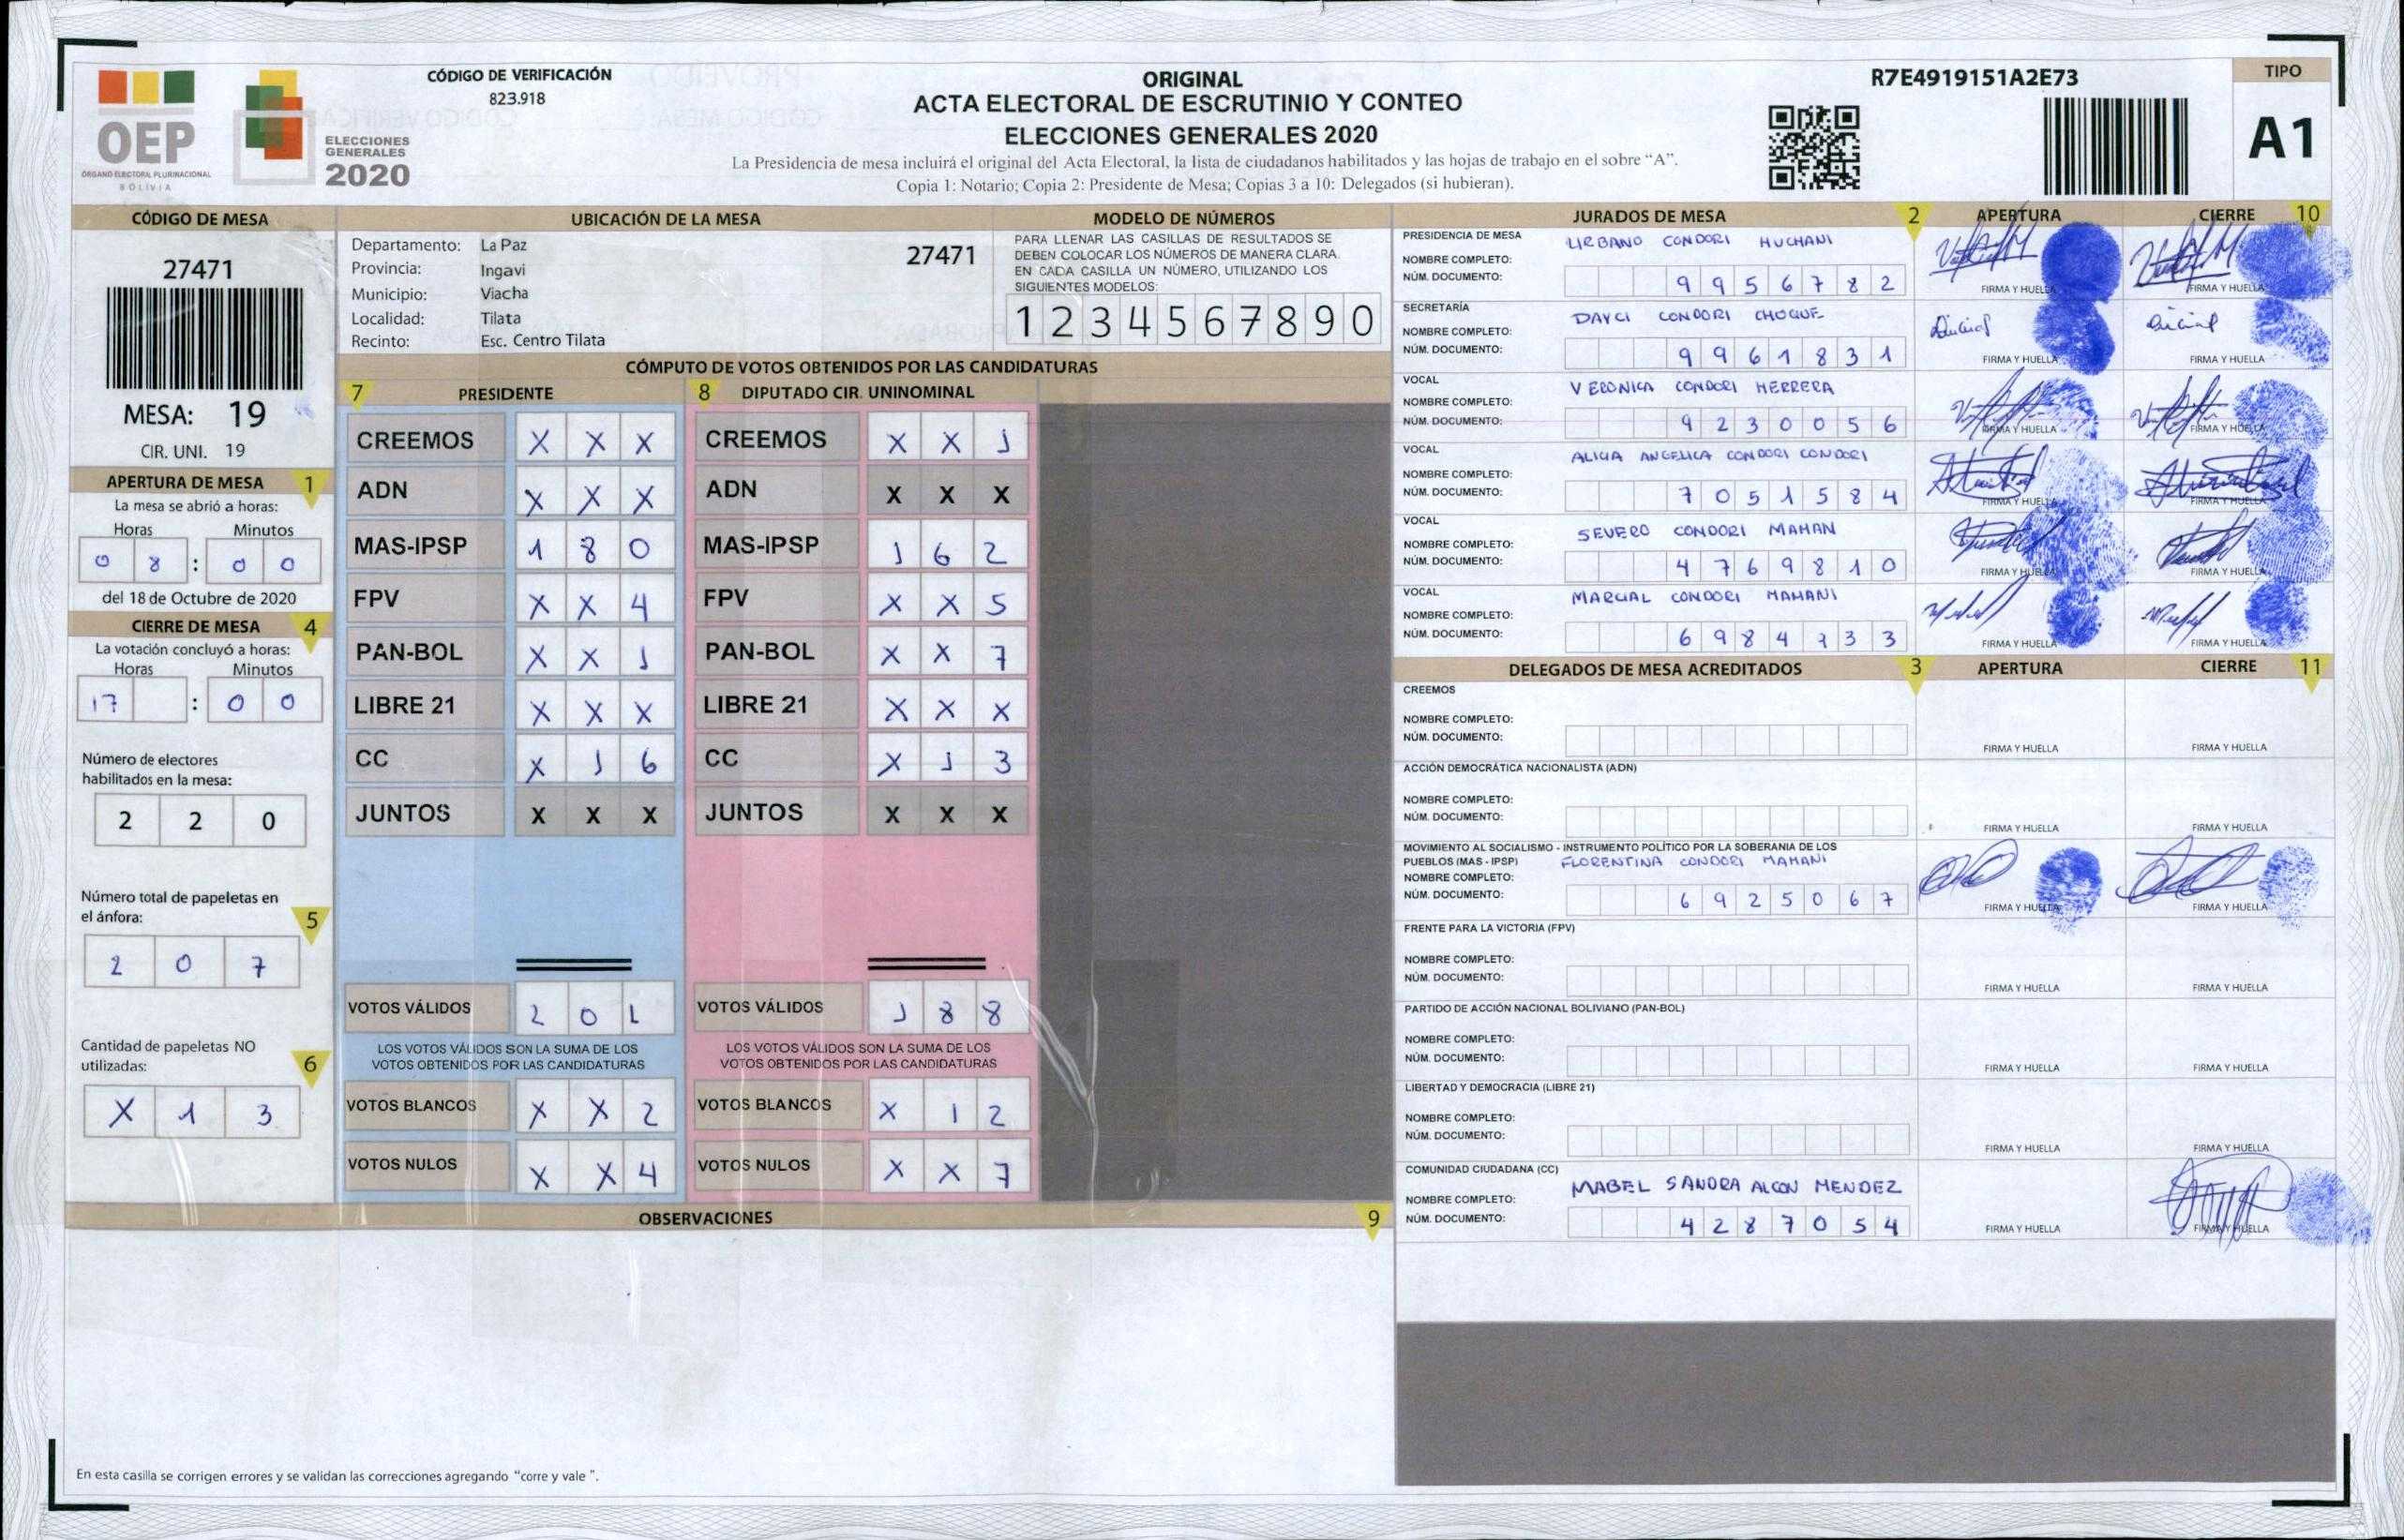 OEP
ÓRGANO ELECTORAL PLURINACIONAL
BOLIVIA
ELECCIONES
GENERALES
2020
CÓDIGO DE VERIFICACIÓN
823.918
ORIGINAL
ACTA ELECTORAL DE ESCRUTINIO Y CONTEO
ELECCIONES GENERALES 2020
La Presidencia de mesa incluirá el original del Acta Electoral, la lista de ciudadanos habilitados y las hojas de trabajo en el sobre “A”.
Copia 1: Notario; Copia 2: Presidente de Mesa; Copias 3 a 10: Delegados (si hubieran).
R7E4919151A2E73
TIPO
A1
CÓDIGO DE MESA
27471
MESA: 19
CIR. UNI. 19
APERTURA DE MESA 1
La mesa se abrió a horas:
Horas Minutos
0 8 : 0 0
del 18 de Octubre de 2020
CIERRE DE MESA 4
La votación concluyó a horas:
Horas Minutos
17 : 0 0
Número de electores
habilitados en la mesa:
2 2 0
Número total de papeletas en
el ánfora: 5
2 0 7
Cantidad de papeletas NO
utilizadas: 6
X 1 3
UBICACIÓN DE LA MESA
Departamento: La Paz
27471
Provincia: Ingavi
Municipio: Viacha
Localidad: Tilata
Recinto: Esc. Centro Tilata
MODELO DE NÚMEROS
PARA LLENAR LAS CASILLAS DE RESULTADOS SE
DEBEN COLOCAR LOS NÚMEROS DE MANERA CLARA.
EN CADA CASILLA UN NÚMERO, UTILIZANDO LOS
SIGUIENTES MODELOS:
1 2 3 4 5 6 7 8 9 0
CÓMPUTO DE VOTOS OBTENIDOS POR LAS CANDIDATURAS
7 PRESIDENTE
CREEMOS X X X
ADN X X X
MAS-IPSP 1 8 0
FPV X X 4
PAN-BOL X X 1
LIBRE 21 X X X
CC X 1 6
JUNTOS X X X
VOTOS VÁLIDOS 2 0 1
LOS VOTOS VÁLIDOS SON LA SUMA DE LOS
VOTOS OBTENIDOS POR LAS CANDIDATURAS
VOTOS BLANCOS X X 2
VOTOS NULOS X X 4
8 DIPUTADO CIR. UNINOMINAL
CREEMOS X X 1
ADN X X X
MAS-IPSP 1 6 2
FPV X X 5
PAN-BOL X X 7
LIBRE 21 X X X
CC X 1 3
JUNTOS X X X
VOTOS VÁLIDOS 1 8 8
LOS VOTOS VÁLIDOS SON LA SUMA DE LOS
VOTOS OBTENIDOS POR LAS CANDIDATURAS
VOTOS BLANCOS X 1 2
VOTOS NULOS X X 7
OBSERVACIONES 9
En esta casilla se corrigen errores y se validan las correcciones agregando “corre y vale ”.
JURADOS DE MESA 2 APERTURA CIERRE 10
PRESIDENCIA DE MESA URBANO CONDORI HUCHANI
NOMBRE COMPLETO:
NÚM. DOCUMENTO: 9 9 5 6 7 8 2
FIRMA Y HUELLA FIRMA Y HUELLA
SECRETARÍA
DAYCI CONDORI CHOQUE
NOMBRE COMPLETO:
NÚM. DOCUMENTO: 9 9 6 1 8 3 1
FIRMA Y HUELLA FIRMA Y HUELLA
VOCAL VERONICA CONDORI HERRERA
NOMBRE COMPLETO:
NÚM. DOCUMENTO: 9 2 3 0 0 5 6
FIRMA Y HUELLA FIRMA Y HUELLA
VOCAL ALICIA ANGELICA CONDORI CONDORI
NOMBRE COMPLETO:
NÚM. DOCUMENTO: 7 0 5 1 5 8 4
FIRMA Y HUELLA FIRMA Y HUELLA
VOCAL SEVERO CONDORI MAMAN
NOMBRE COMPLETO:
NÚM. DOCUMENTO: 4 7 6 9 8 1 0
FIRMA Y HUELLA FIRMA Y HUELLA
VOCAL MARCIAL CONDORI MAMANI
NOMBRE COMPLETO:
NÚM. DOCUMENTO:
FIRMA Y HUELLA FIRMA Y HUELLA
DELEGADOS DE MESA ACREDITADOS 3 APERTURA CIERRE 11
CREEMOS
NOMBRE COMPLETO:
NÚM. DOCUMENTO:
FIRMA Y HUELLA FIRMA Y HUELLA
ACCIÓN DEMOCRÁTICA NACIONALISTA (ADN)
NOMBRE COMPLETO:
NÚM. DOCUMENTO:
FIRMA Y HUELLA FIRMA Y HUELLA
MOVIMIENTO AL SOCIALISMO - INSTRUMENTO POLÍTICO POR LA SOBERANIA DE LOS
PUEBLOS (MAS - IPSP) FLORENTINA CONDORI MAMANI
NOMBRE COMPLETO:
NÚM. DOCUMENTO: 6 9 2 5 0 6 7
FIRMA Y HUELLA FIRMA Y HUELLA
FRENTE PARA LA VICTORIA (FPV)
NOMBRE COMPLETO:
NÚM. DOCUMENTO:
FIRMA Y HUELLA FIRMA Y HUELLA
PARTIDO DE ACCIÓN NACIONAL BOLIVIANO (PAN-BOL)
NOMBRE COMPLETO:
NÚM. DOCUMENTO:
FIRMA Y HUELLA FIRMA Y HUELLA
LIBERTAD Y DEMOCRACIA (LIBRE 21)
NOMBRE COMPLETO:
NÚM. DOCUMENTO:
FIRMA Y HUELLA FIRMA Y HUELLA
COMUNIDAD CIUDADANA (CC)
MABEL SANDRA ALCON MENDEZ
NOMBRE COMPLETO:
NÚM. DOCUMENTO: 4 2 8 7 0 5 4
FIRMA Y HUELLA FIRMA Y HUELLA